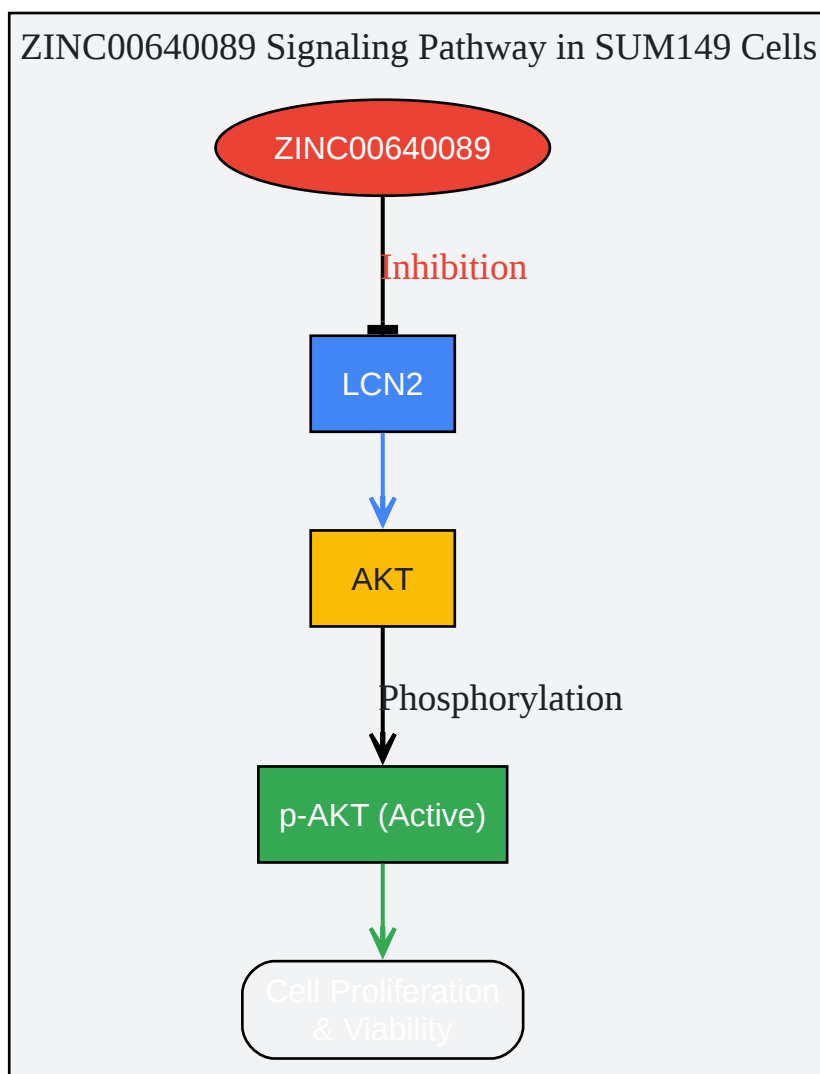 ZINC00640089 Signaling Pathway in SUM149 Cells
ZINC00640089
Inhibition
LCN2
AKT
Phosphorylation
p-AKT (Active)
Cell Proliferation
& Viability